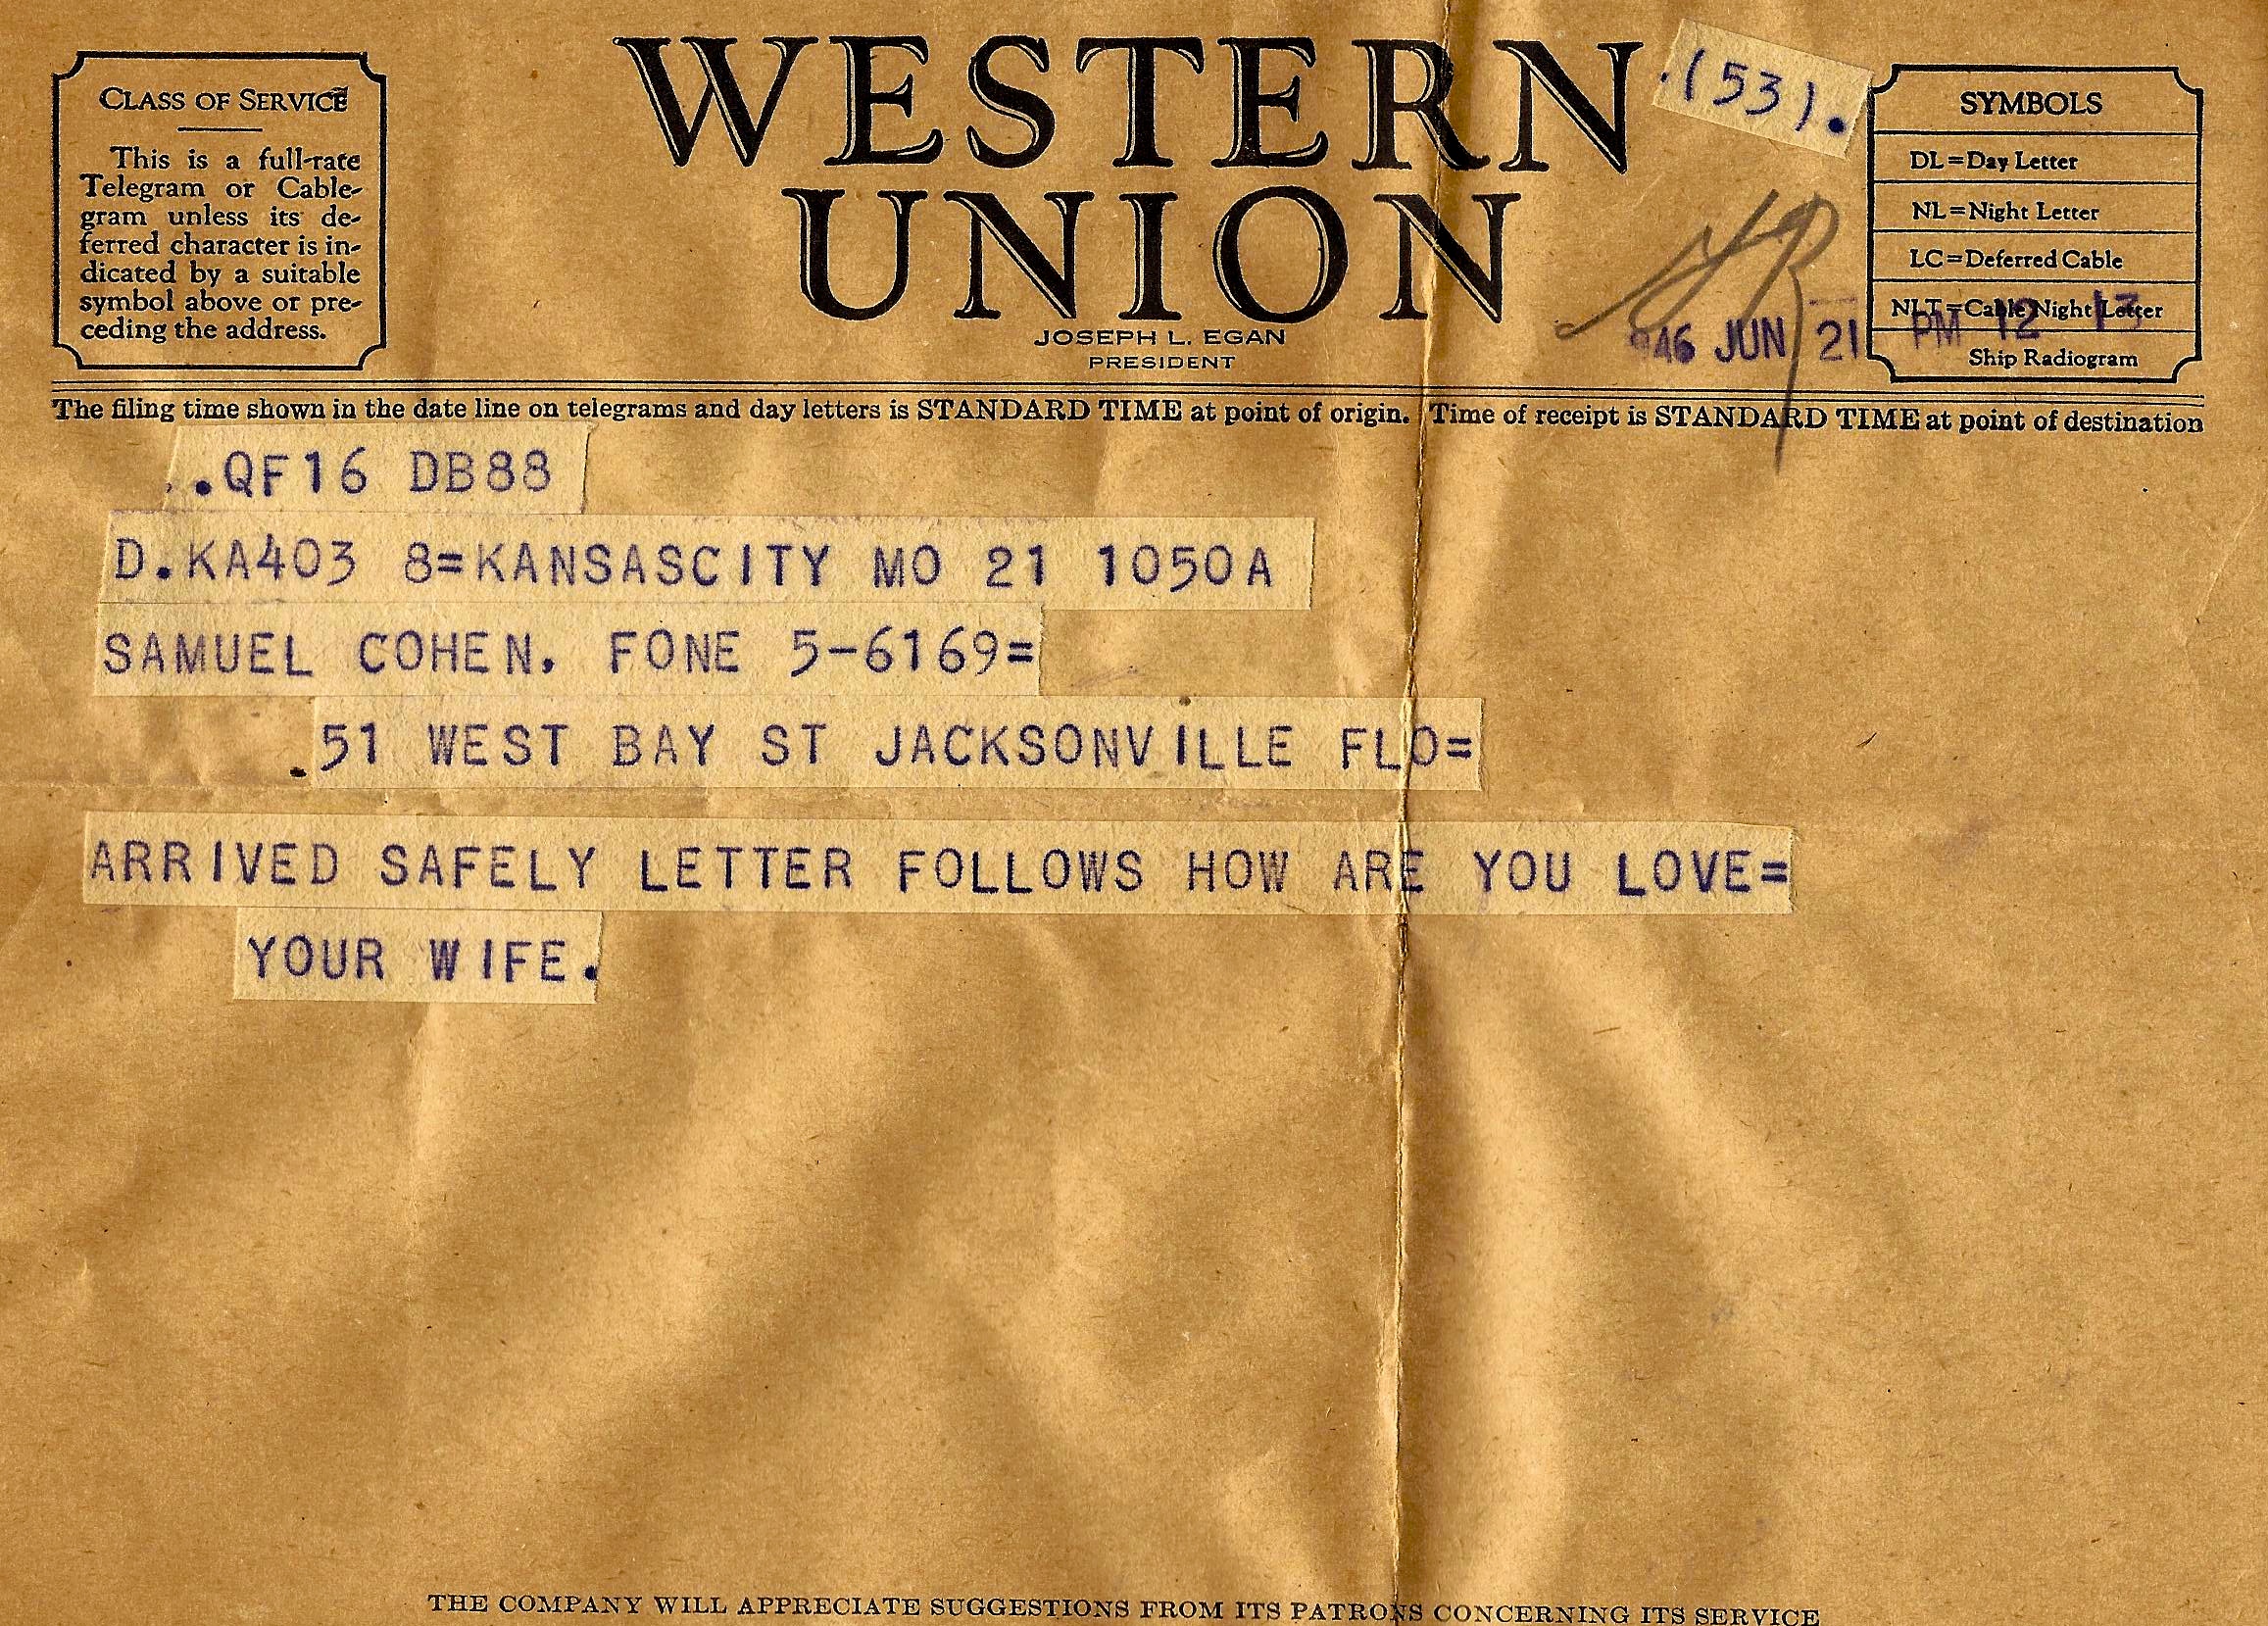 WESTERN
UNION
.(53).
JOSEPH L. EGAN
PRESIDENT
CLASS OF SERVICE
This is a full-rate
Telegram or Cable-
gram unless its de-
ferred character is in-
dicated by a suitable
symbol above or pre-
ceding the address.
SYMBOLS
DL=Day Letter
NL=Night Letter
LC=Deferred Cable
NLT=Cable Night Letter
Ship Radiogram
946 JUN 21 PM 12 13
The filing time shown in the date line on telegrams and day letters is STANDARD TIME at point of origin. Time of receipt is STANDARD TIME at point of destination
.QF16 DB88
D.KA403 8=KANSASCITY MO 21 1050A
SAMUEL COHEN. FONE 5-6169=
.51 WEST BAY ST JACKSONVILLE FLO=
ARRIVED SAFELY LETTER FOLLOWS HOW ARE YOU LOVE=
YOUR WIFE.
THE COMPANY WILL APPRECIATE SUGGESTIONS FROM ITS PATRONS CONCERNING ITS SERVICE